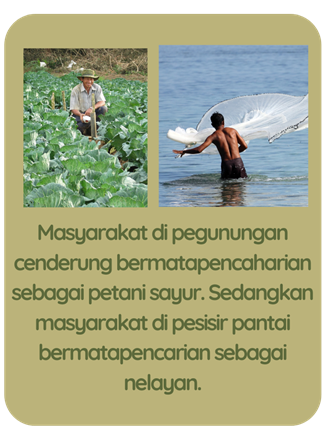 Masyarakat di pegunungan
cenderung bermatapencaharian
sebagai petani sayur. Sedangkan
masyarakat di pesisir pantai
bermatapencarian sebagai
nelayan.